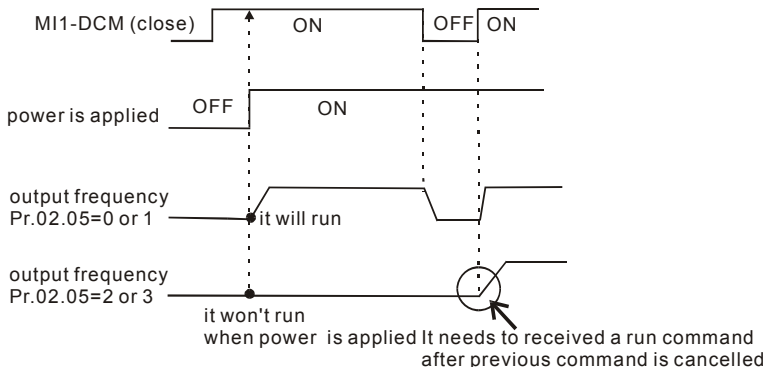 MI1-DCM (close)
ON
OFF
ON
power is applied
OFF
ON
output frequency
Pr.02.05=0 or 1
it will run
output frequency
Pr.02.05=2 or 3
it won't run
when power is applied
It needs to received a run command
after previous command is cancelled